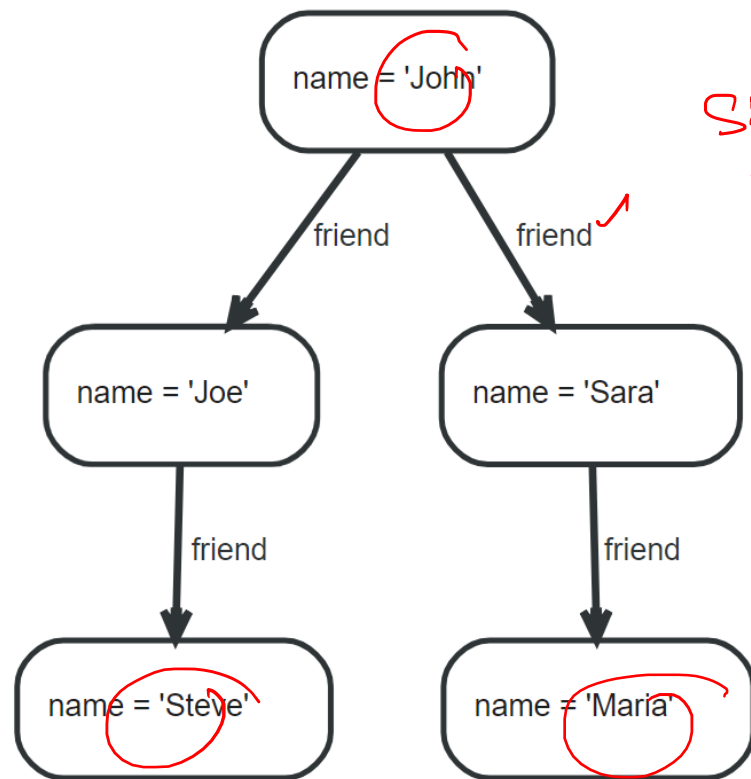 name = 'John'
friend
friend
name = 'Joe'
name = 'Sara'
friend
friend
name = 'Steve'
name = 'Maria'